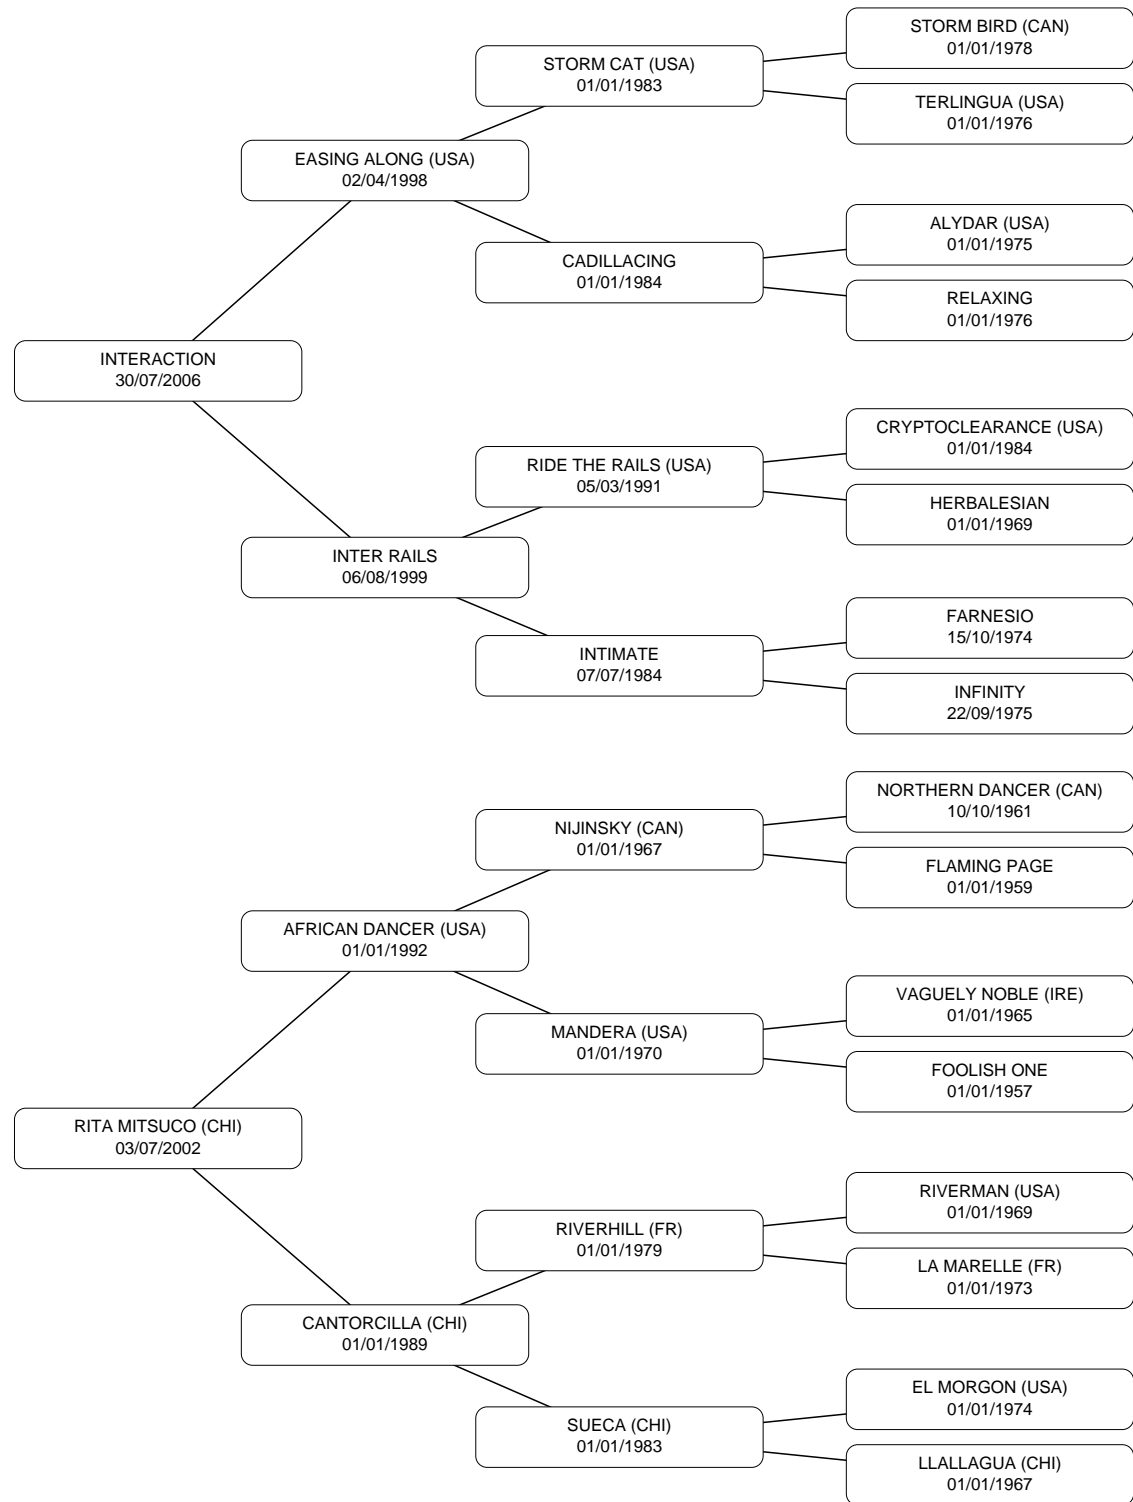 STORM BIRD (CAN)
01/01/1978
STORM CAT (USA)
01/01/1983
TERLINGUA (USA)
01/01/1976
EASING ALONG (USA)
02/04/1998
ALYDAR (USA)
01/01/1975
CADILLACING
01/01/1984
RELAXING
01/01/1976
INTERACTION
30/07/2006
CRYPTOCLEARANCE (USA)
01/01/1984
RIDE THE RAILS (USA)
05/03/1991
HERBALESIAN
01/01/1969
INTER RAILS
06/08/1999
FARNESIO
15/10/1974
INTIMATE
07/07/1984
INFINITY
22/09/1975
NORTHERN DANCER (CAN)
10/10/1961
NIJINSKY (CAN)
01/01/1967
FLAMING PAGE
01/01/1959
AFRICAN DANCER (USA)
01/01/1992
VAGUELY NOBLE (IRE)
01/01/1965
MANDERA (USA)
01/01/1970
FOOLISH ONE
01/01/1957
RITA MITSUCO (CHI)
03/07/2002
RIVERMAN (USA)
01/01/1969
RIVERHILL (FR)
01/01/1979
LA MARELLE (FR)
01/01/1973
CANTORCILLA (CHI)
01/01/1989
EL MORGON (USA)
01/01/1974
SUECA (CHI)
01/01/1983
LLALLAGUA (CHI)
01/01/1967